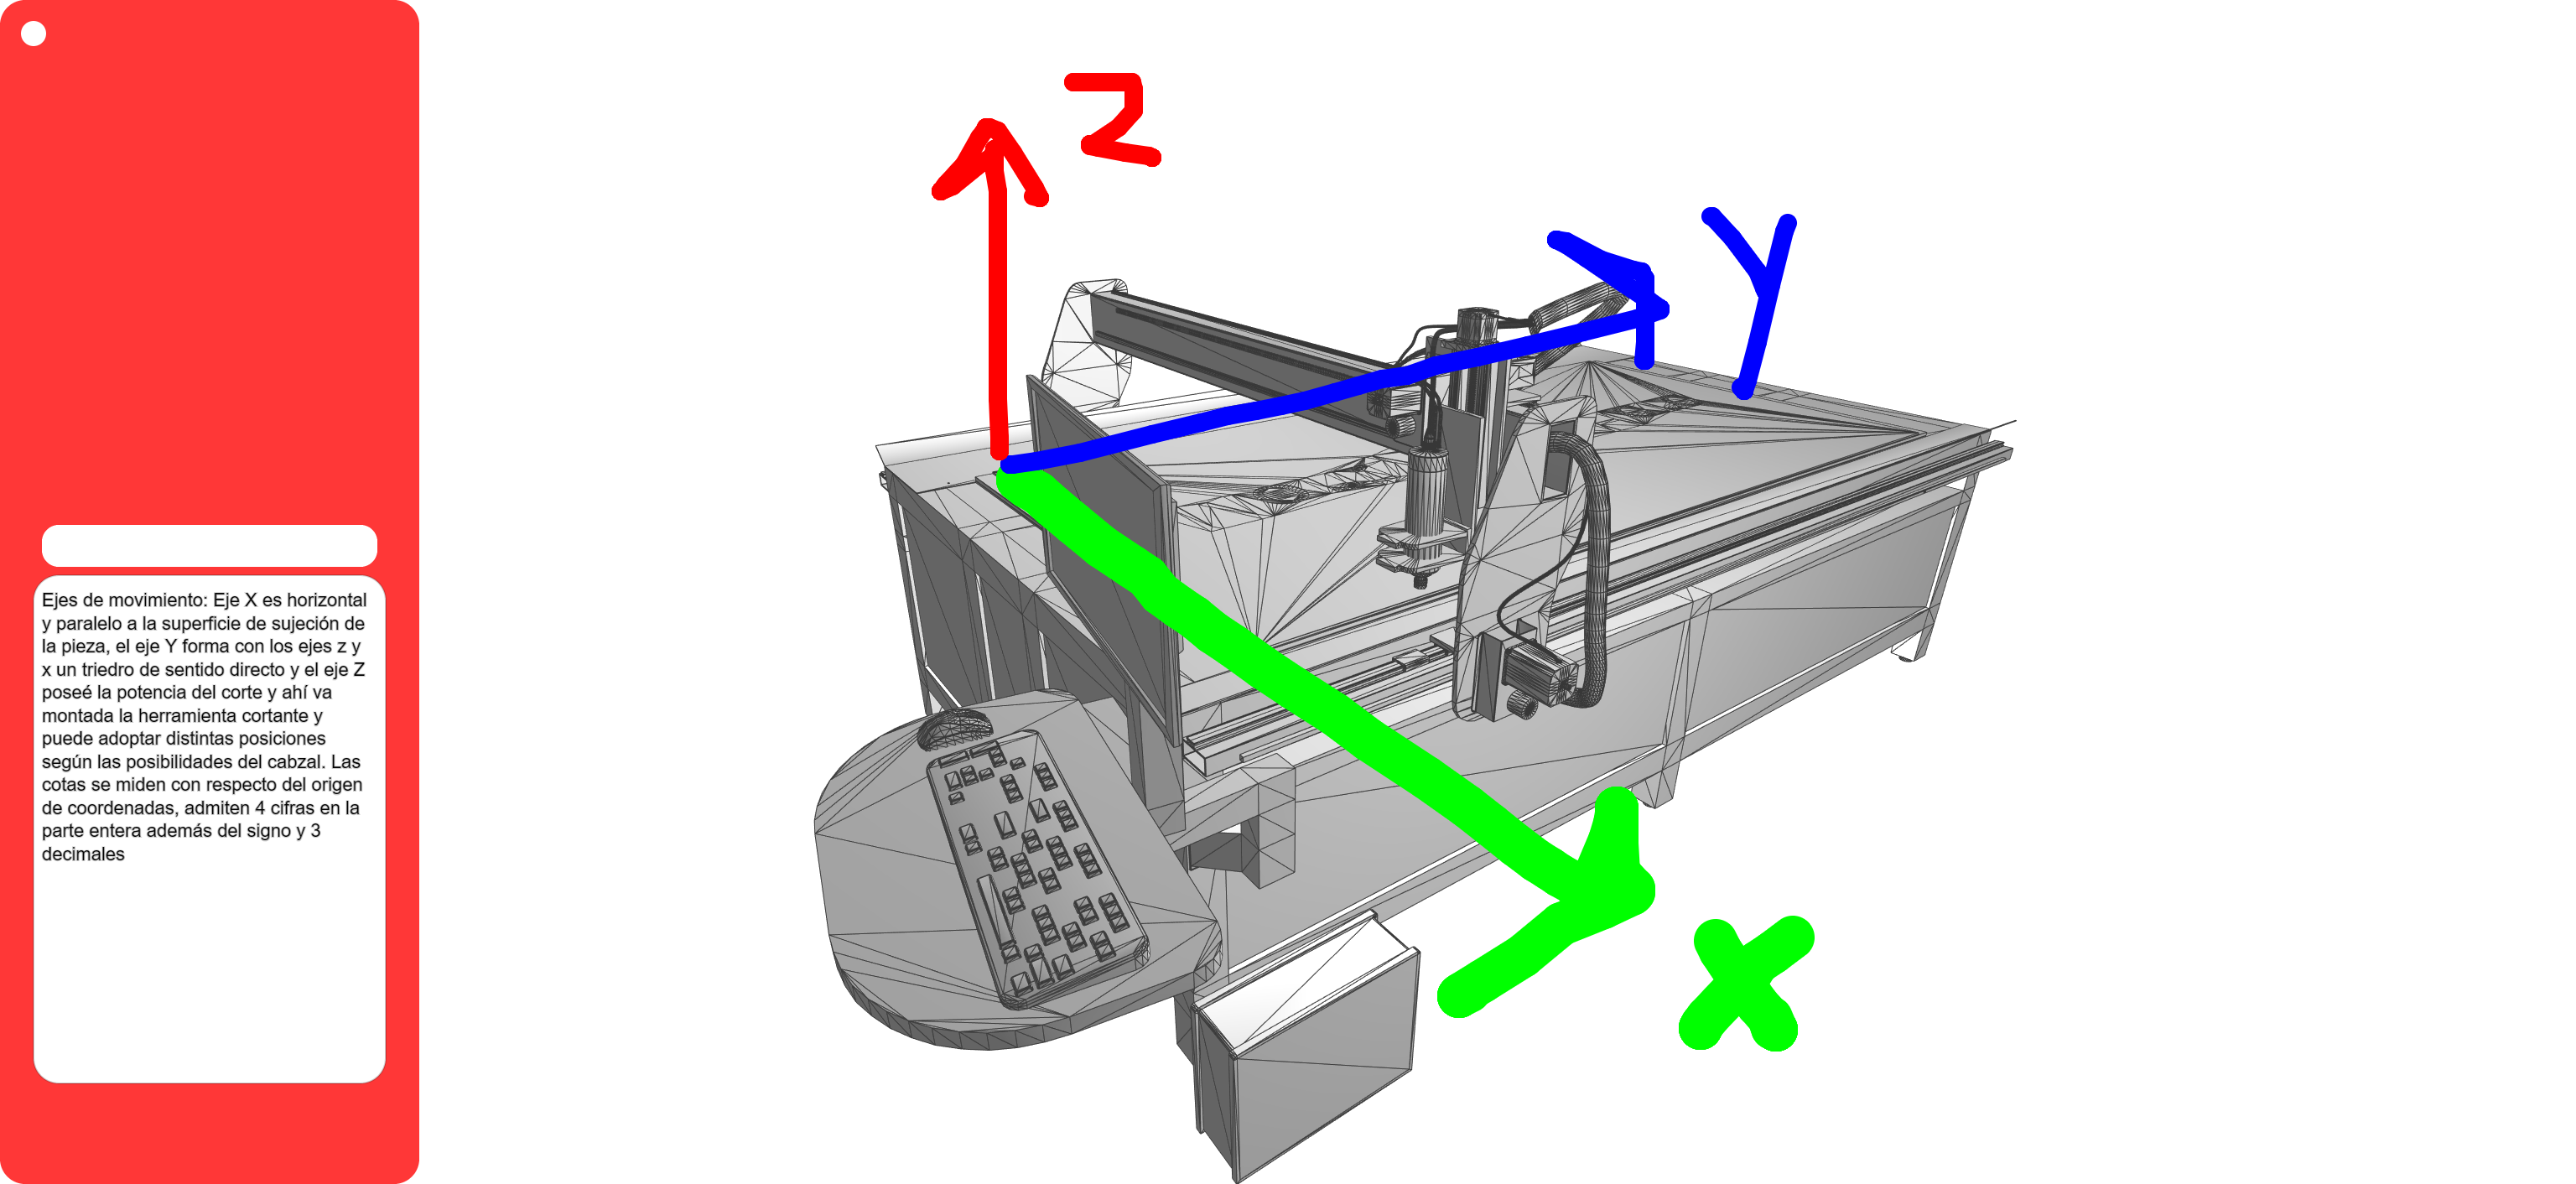 Z
Y
Ejes de movimiento: Eje X es horizontal
y paralelo a la superficie de sujeción de
la pieza, el eje Y forma con los ejes z y
x un triedro de sentido directo y el eje Z
poseé la potencia del corte y ahí va
montada la herramienta cortante y
puede adoptar distintas posiciones
según las posibilidades del cabzal. Las
cotas se miden con respecto del origen
de coordenadas, admiten 4 cifras en la
parte entera además del signo y 3
decimales
X